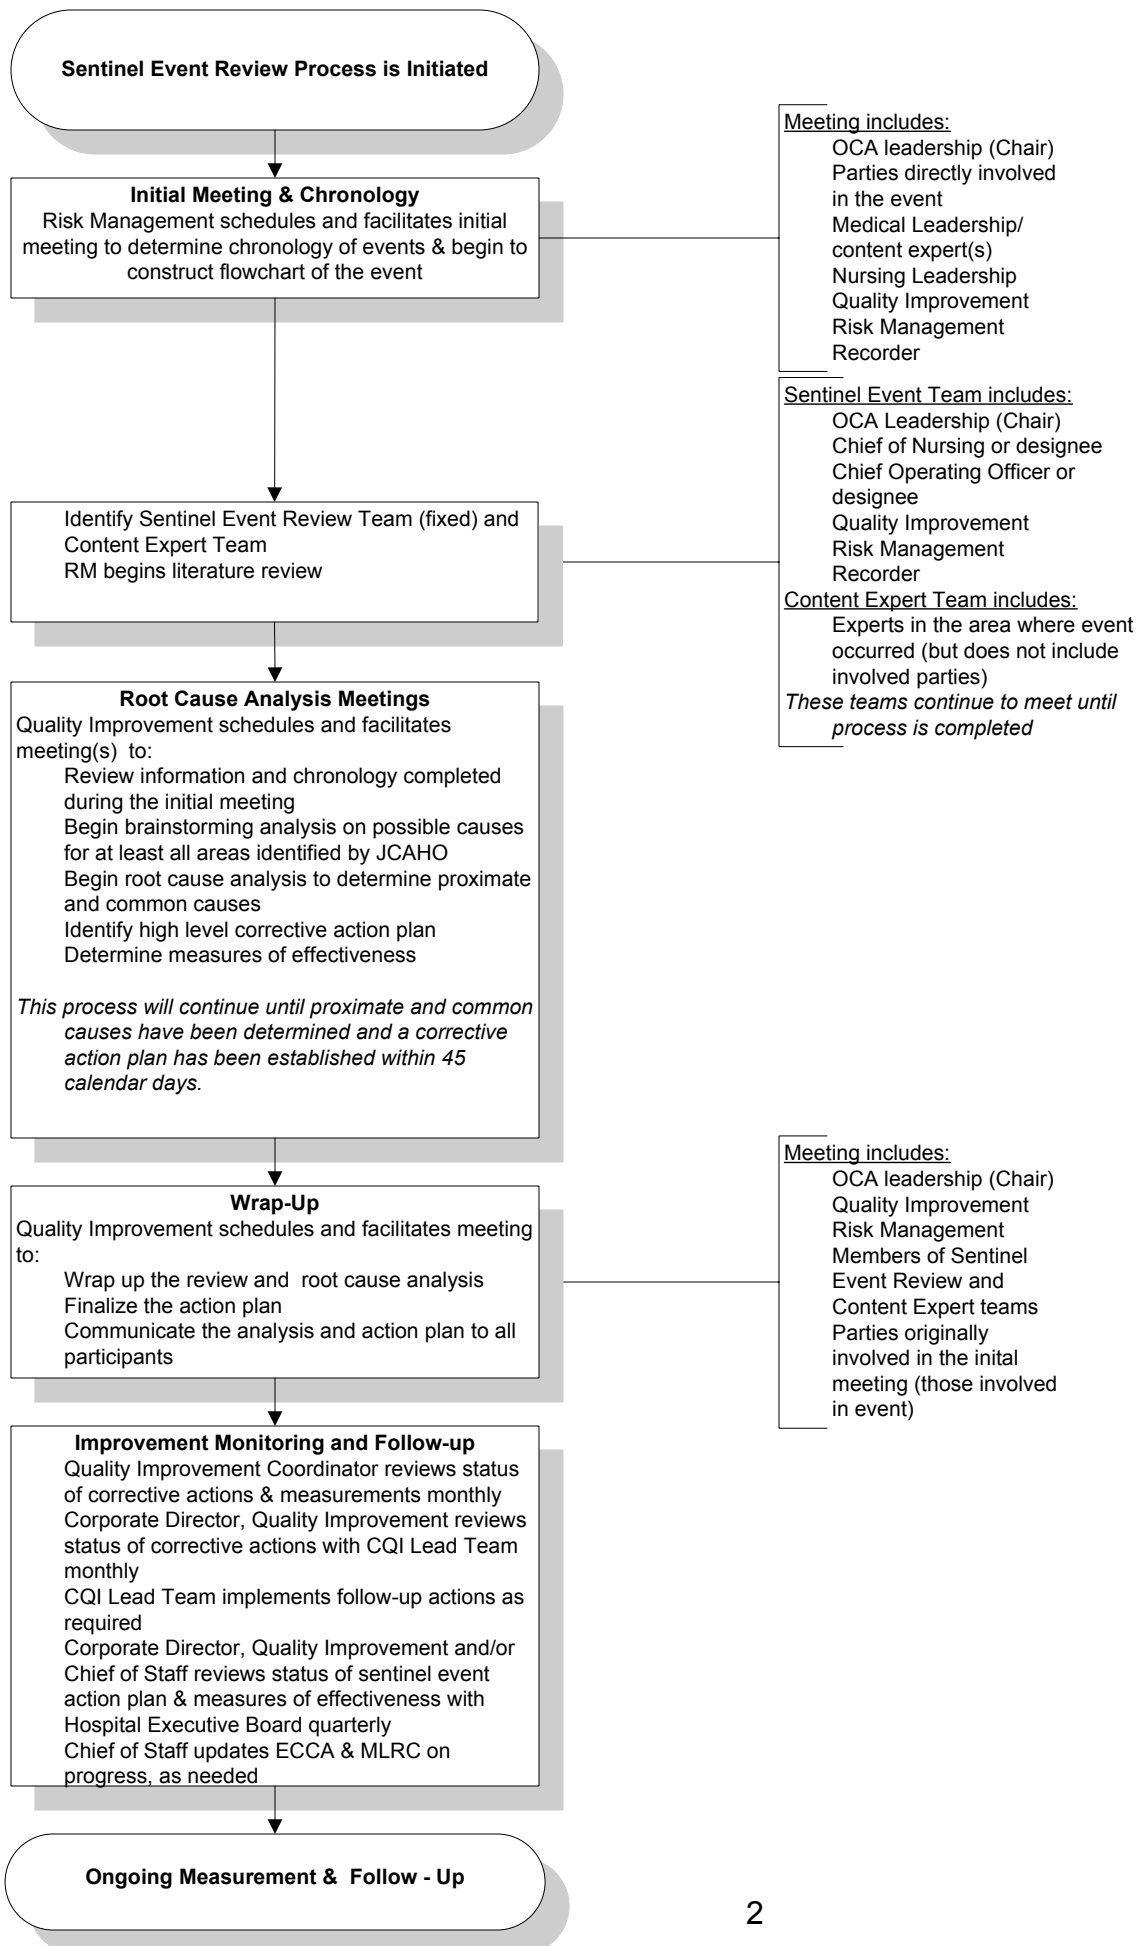 Sentinel Event Review Process is Initiated
Initial Meeting & Chronology
Risk Management schedules and facilitates initial
meeting to determine chronology of events & begin to
construct flowchart of the event
Meeting includes:
OCA leadership (Chair)
Parties directly involved
in the event
Medical Leadership/
content expert(s)
Nursing Leadership
Quality Improvement
Risk Management
Recorder
Identify Sentinel Event Review Team (fixed) and
Content Expert Team
RM begins literature review
Sentinel Event Team includes:
OCA Leadership (Chair)
Chief of Nursing or designee
Chief Operating Officer or
designee
Quality Improvement
Risk Management
Recorder
Content Expert Team includes:
Experts in the area where event
occurred (but does not include
involved parties)
These teams continue to meet until
process is completed
Root Cause Analysis Meetings
Quality Improvement schedules and facilitates
meeting(s) to:
Review information and chronology completed
during the initial meeting
Begin brainstorming analysis on possible causes
for at least all areas identified by JCAHO
Begin root cause analysis to determine proximate
and common causes
Identify high level corrective action plan
Determine measures of effectiveness
This process will continue until proximate and common
causes have been determined and a corrective
action plan has been established within 45
calendar days.
Wrap-Up
Quality Improvement schedules and facilitates meeting
to:
Wrap up the review and root cause analysis
Finalize the action plan
Communicate the analysis and action plan to all
participants
Meeting includes:
OCA leadership (Chair)
Quality Improvement
Risk Management
Members of Sentinel
Event Review and
Content Expert teams
Parties originally
involved in the inital
meeting (those involved
in event)
Improvement Monitoring and Follow-up
Quality Improvement Coordinator reviews status
of corrective actions & measurements monthly
Corporate Director, Quality Improvement reviews
status of corrective actions with CQI Lead Team
monthly
CQI Lead Team implements follow-up actions as
required
Corporate Director, Quality Improvement and/or
Chief of Staff reviews status of sentinel event
action plan & measures of effectiveness with
Hospital Executive Board quarterly
Chief of Staff updates ECCA & MLRC on
progress, as needed
Ongoing Measurement & Follow - Up
2